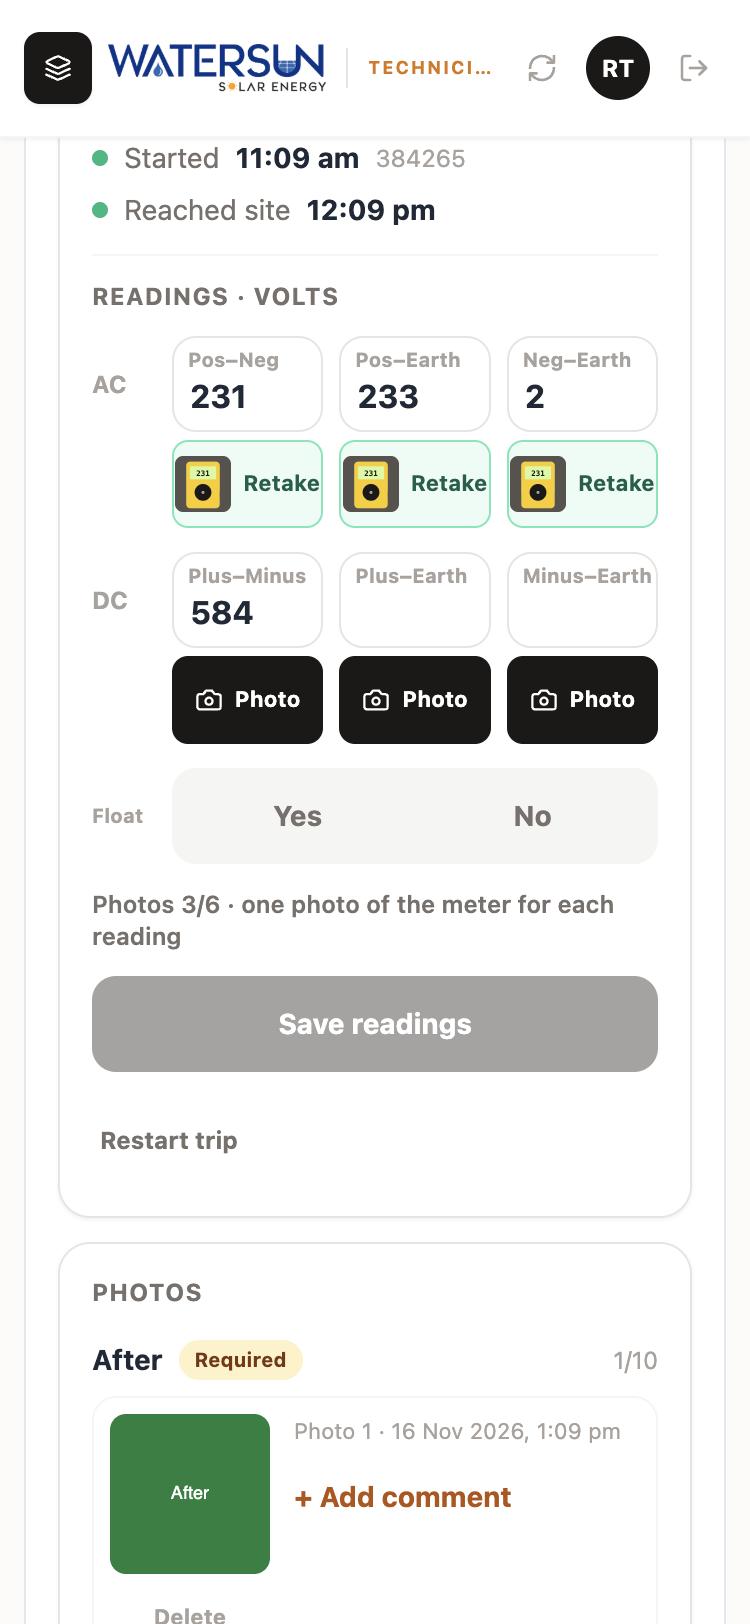 WATERSUN
SOLAR ENERGY
TECHNICI...
RT
Started 11:09 am 384265
Reached site 12:09 pm
READINGS · VOLTS
AC
Pos–Neg
231
Pos–Earth
233
Neg–Earth
2
231 Retake
231 Retake
231 Retake
DC
Plus–Minus
584
Plus–Earth
Minus–Earth
Photo
Photo
Photo
Float
Yes
No
Photos 3/6 · one photo of the meter for each
reading
Save readings
Restart trip
PHOTOS
After Required 1/10
After
Photo 1 · 16 Nov 2026, 1:09 pm
+ Add comment
Delete